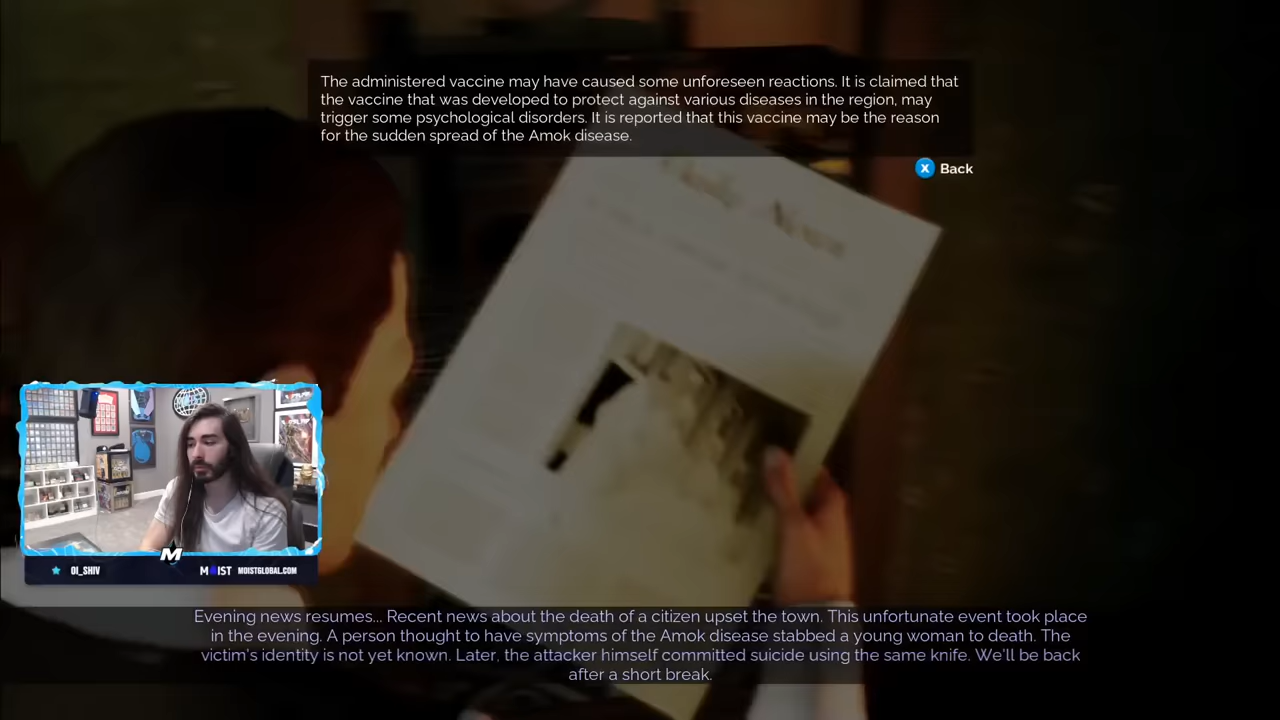 The administered vaccine may have caused some unforeseen reactions. It is claimed that
the vaccine that was developed to protect against various diseases in the region, may
trigger some psychological disorders. It is reported that this vaccine may be the reason
for the sudden spread of the Amok disease.
X Back
OI_SHIV
M
MOIST MOISTGLOBAL.COM
Evening news resumes... Recent news about the death of a citizen upset the town. This unfortunate event took place
in the evening. A person thought to have symptoms of the Amok disease stabbed a young woman to death. The
victim's identity is not yet known. Later, the attacker himself committed suicide using the same knife. We'll be back
after a short break.